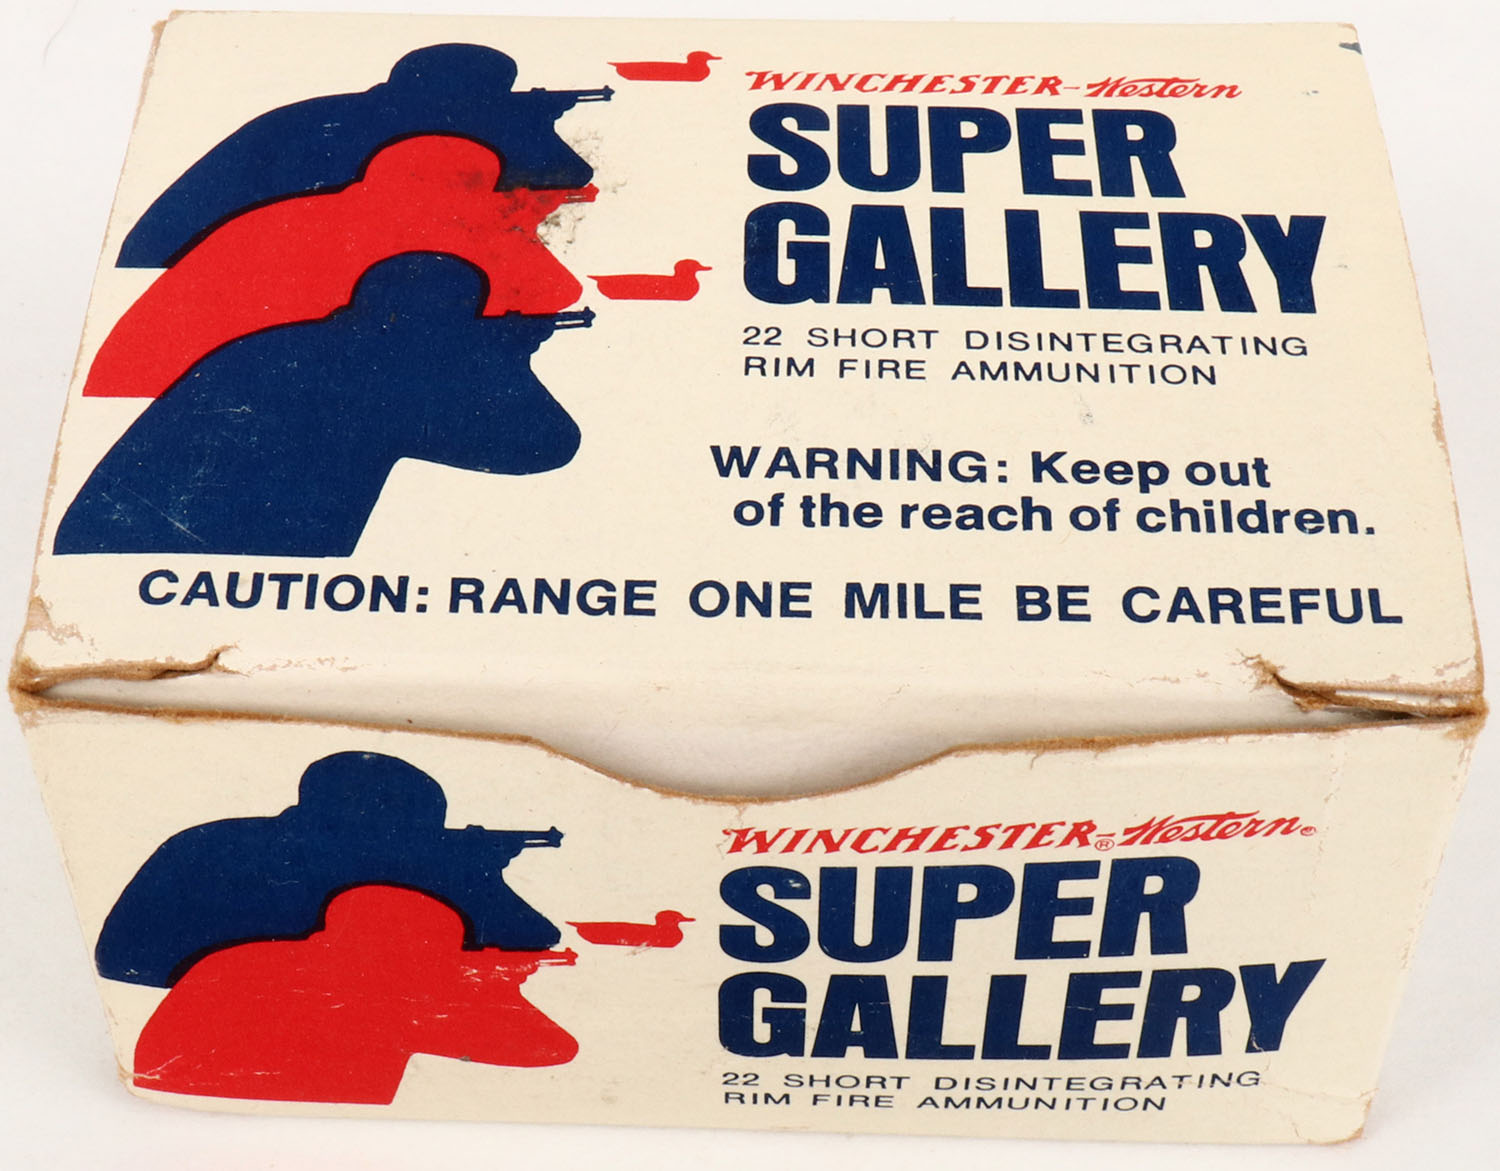 WINCHESTER-Western
SUPER
GALLERY
22 SHORT DISINTEGRATING
RIM FIRE AMMUNITION
WARNING: Keep out
of the reach of children.
CAUTION: RANGE ONE MILE BE CAREFUL
WINCHESTER®-Western®
SUPER
GALLERY
22 SHORT DISINTEGRATING
RIM FIRE AMMUNITION